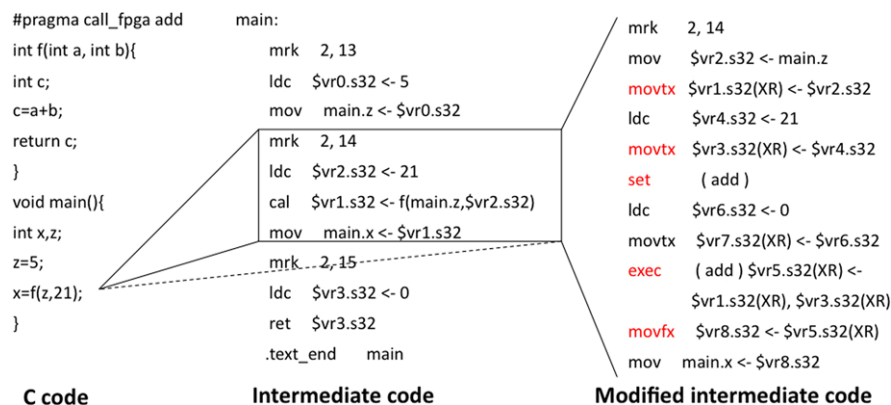 #pragma call_fpga add
int f(int a, int b){
int c;
c=a+b;
return c;
}
void main(){
int x,z;
z=5;
x=f(z,21);
}
C code
main:
mrk 2, 13
ldc $vr0.s32 <- 5
mov main.z <- $vr0.s32
mrk 2, 14
ldc $vr2.s32 <- 21
cal $vr1.s32 <- f(main.z,$vr2.s32)
mov main.x <- $vr1.s32
mrk 2, 15
ldc $vr3.s32 <- 0
ret $vr3.s32
.text_end main
Intermediate code
mrk 2, 14
mov $vr2.s32 <- main.z
movtx $vr1.s32(XR) <- $vr2.s32
ldc $vr4.s32 <- 21
movtx $vr3.s32(XR) <- $vr4.s32
set ( add )
ldc $vr6.s32 <- 0
movtx $vr7.s32(XR) <- $vr6.s32
exec ( add ) $vr5.s32(XR) <-
$vr1.s32(XR), $vr3.s32(XR)
movfx $vr8.s32 <- $vr5.s32(XR)
mov main.x <- $vr8.s32
Modified intermediate code